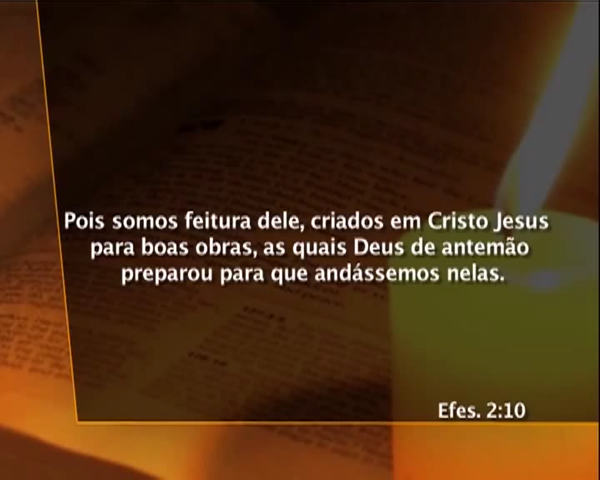 Pois somos feitura dele, criados em Cristo Jesus
para boas obras, as quais Deus de antemão
preparou para que andássemos nelas.
Efes. 2:10